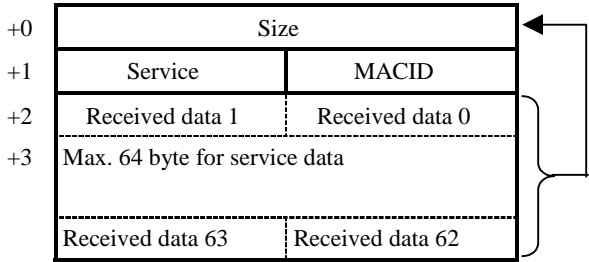 +0 Size
+1 Service MACID
+2 Received data 1 Received data 0
+3 Max. 64 byte for service data
Received data 63 Received data 62